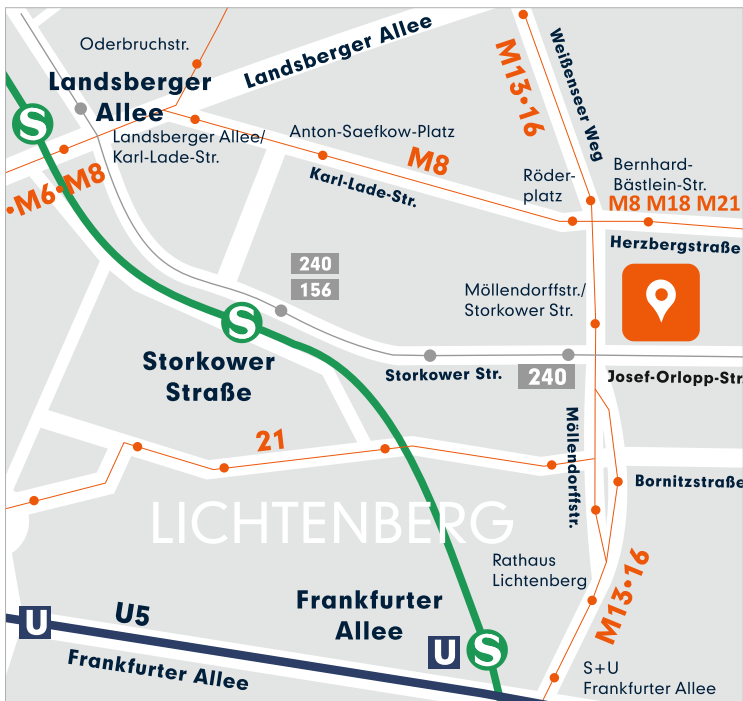 Oderbruchstr.
Landsberger Allee
Landsberger
Allee
S
Landsberger Allee/
Karl-Lade-Str.
•M6•M8
Anton-Saefkow-Platz
M8
Karl-Lade-Str.
M13•16
Weißenseer Weg
Röder-
platz
Bernhard-
Bästlein-Str.
M8 M18 M21
Herzbergstraße
240
156
Möllendorffstr./
Storkower Str.
S
Storkower
Straße
Storkower Str.
240
Josef-Orlopp-Str.
21
Möllendorffstr.
Bornitzstraße
LICHTENBERG
Rathaus
Lichtenberg
M13•16
Frankfurter
Allee
U
U5
U
S
Frankfurter Allee
S+U
Frankfurter Allee